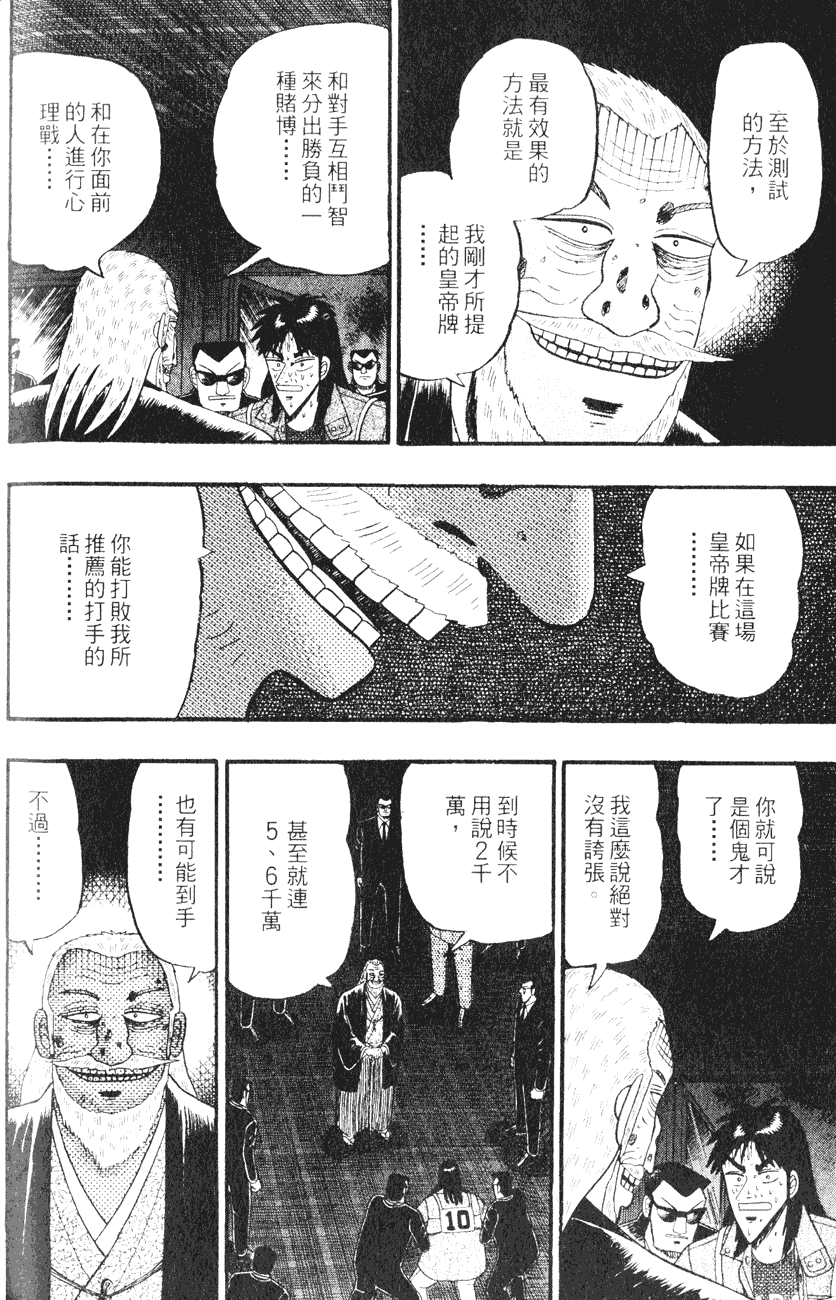 至於測試
的方法，
最有效果的
方法就是
我剛才所提
起的皇帝牌
……
和對手互相鬥智
來分出勝負的一
種賭博……
和在你面前
的人進行心
理戰……
如果在這場
皇帝牌比賽
………
你能打敗我所
推薦的打手的
話………
你就可說
是個鬼才
了……
我這麼說絕對
沒有誇張。
到時候不
用說2千
萬，
甚至就連
5、6千萬
10
也有可能到手
………
不過………